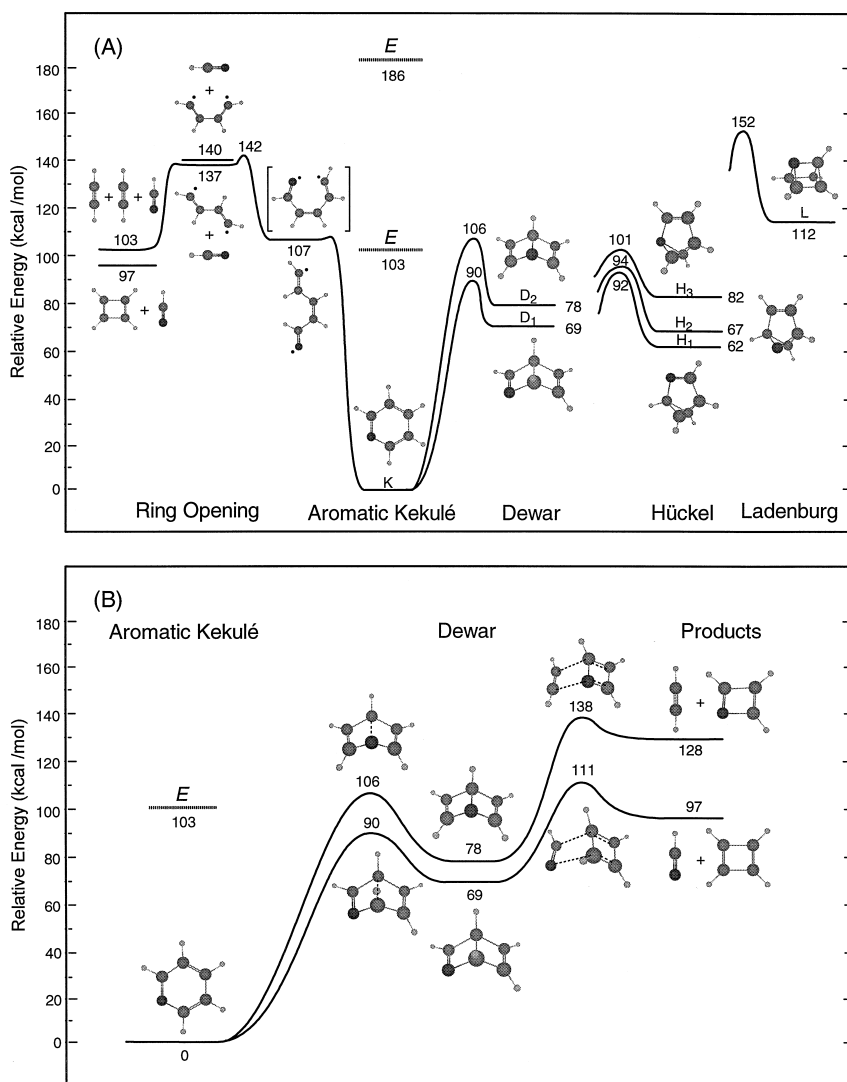 (A)
Relative Energy (kcal /mol)
180
160
140
120
100
80
60
40
20
0
E
186
+
140
142
137
+ +
103
97
+
+
107
E
103
K
106
90
D2
78
D1
69
101
94
92
H3
82
H2
67
H1
62
152
L
112
Ring Opening
Aromatic Kekulé
Dewar
Hückel
Ladenburg
(B)
Relative Energy (kcal /mol)
180
160
140
120
100
80
60
40
20
0
Aromatic Kekulé
Dewar
Products
E
103
0
106
90
78
69
138
111
+
128
97
+